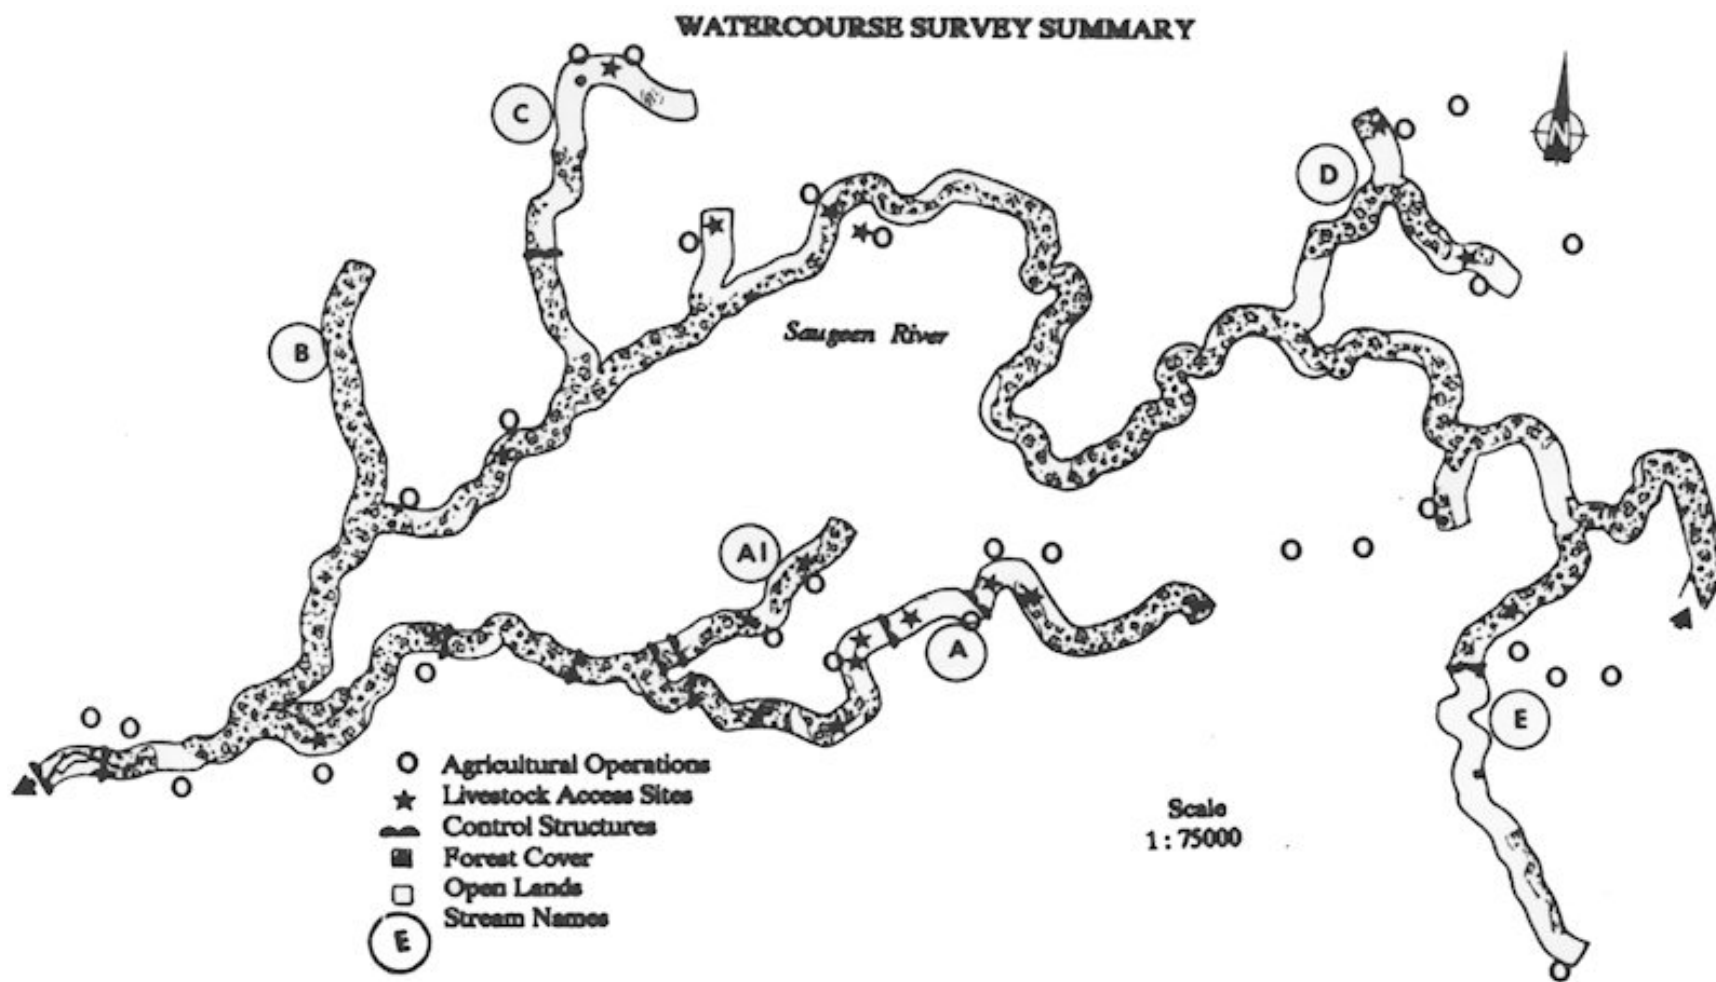 WATERCOURSE SURVEY SUMMARY
C
N
D
B
Saugeen River
A1
A
E
Agricultural Operations
Livestock Access Sites
Control Structures
Forest Cover
Open Lands
E Stream Names
Scale
1 : 75000